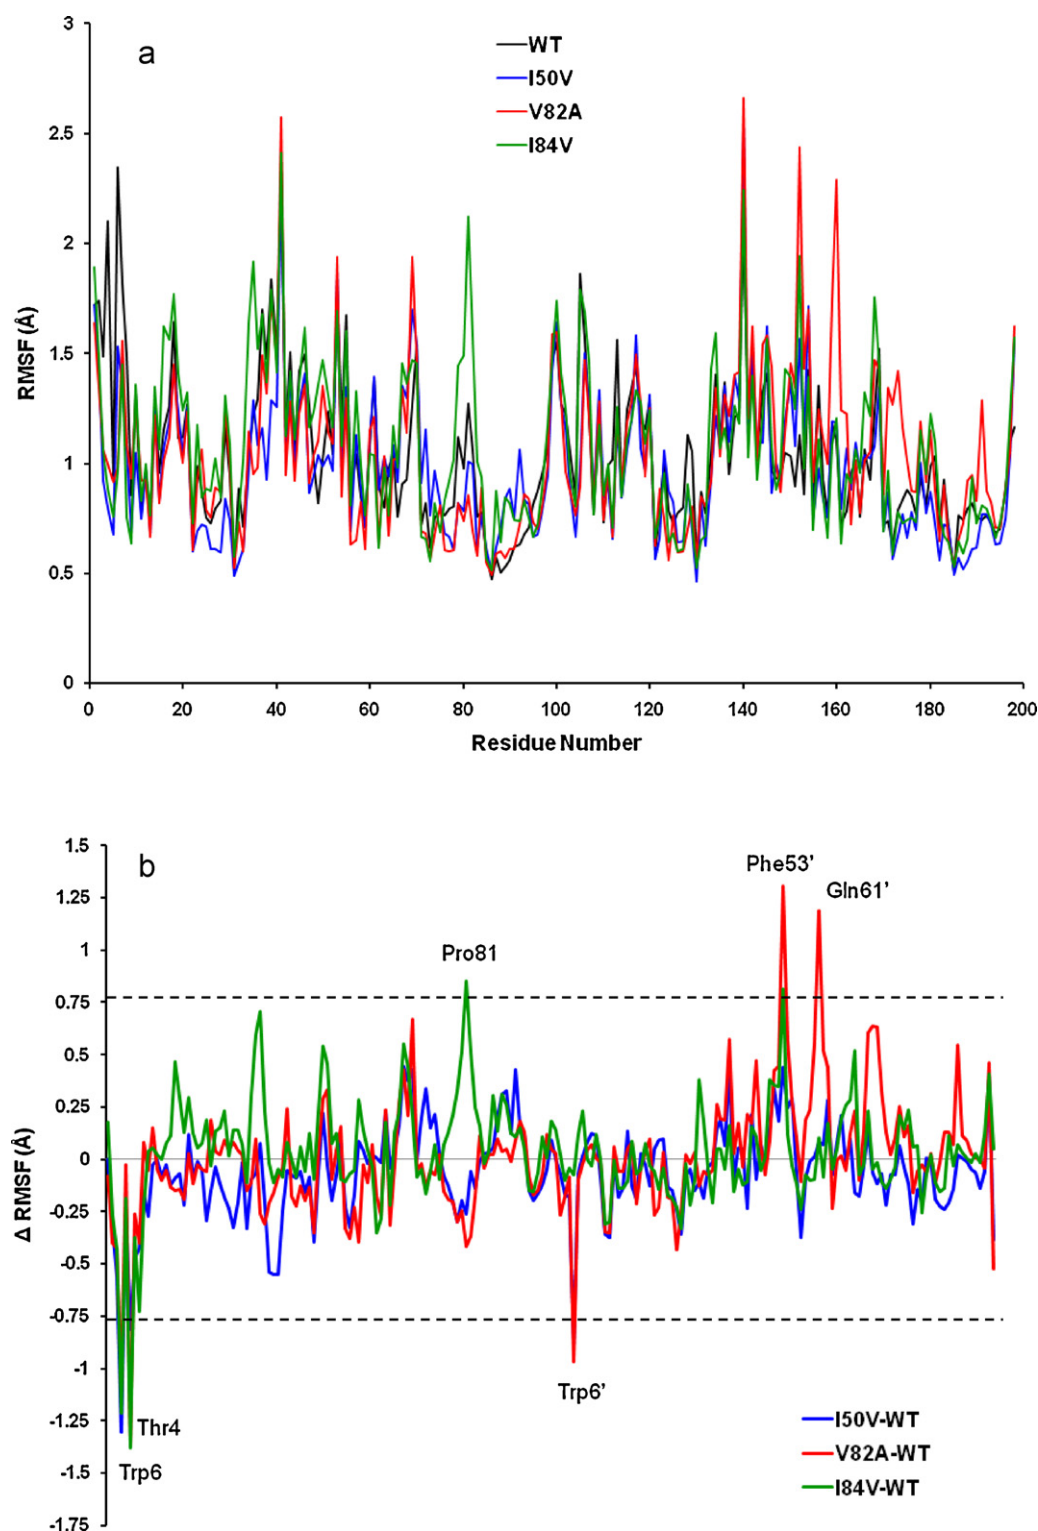 3
a
WT
I50V
V82A
I84V
2.5
2
1.5
1
0.5
0
RMSF (Å)
0 20 40 60 80 100 120 140 160 180 200
Residue Number
1.5
b
Phe53’
Gln61’
1.25
1
Pro81
0.75
0.5
0.25
0
-0.25
-0.5
-0.75
-1
Trp6’
-1.25
Thr4
Trp6
-1.5
-1.75
Δ RMSF (Å)
I50V-WT
V82A-WT
I84V-WT